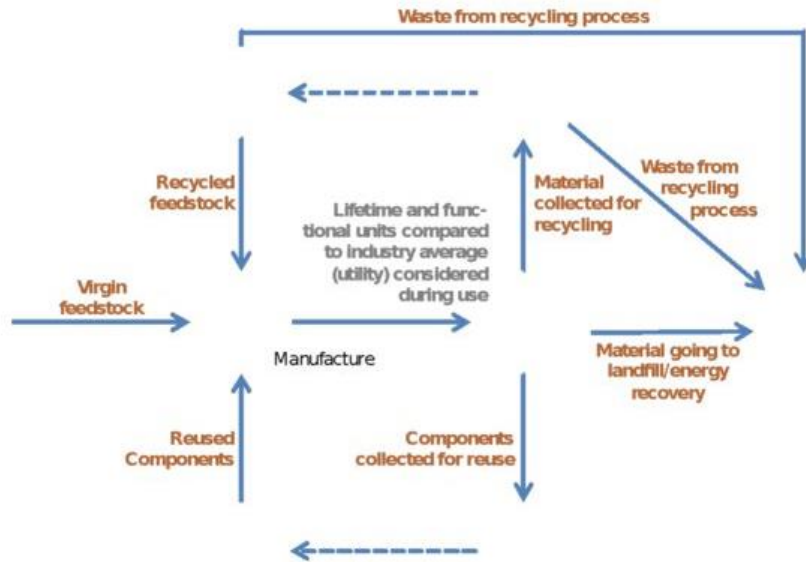 Waste from recycling process
Recycled
feedstock
Lifetime and func-
tional units compared
to industry average
(utility) considered
during use
Material
collected for
recycling
Waste from
recycling
process
Virgin
feedstock
Manufacture
Material going to
landfill/energy
recovery
Reused
Components
Components
collected for reuse